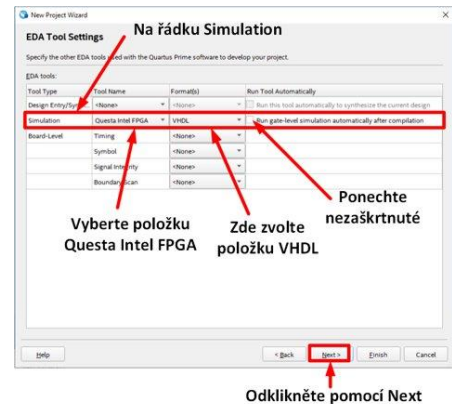 New Project Wizard
Na řádku Simulation
EDA Tool Settings
Specify the other EDA tools used with the Quartus Prime software to develop your project.
EDA tools:
Tool Type Tool Name Format(s) Run Tool Automatically
Design Entry/Syn <None> <None> Run this tool automatically to synthesize the current design
Simulation Questa Intel FPGA VHDL Run gate-level simulation automatically after compilation
Board-Level Timing <None>
Symbol <None>
Signal Integrity <None>
Boundary Scan <None>
Ponechte
nezaškrtnuté
Vyberte položku
Questa Intel FPGA
Zde zvolte
položku VHDL
Help < Back Next > Finish Cancel
Odklikněte pomocí Next